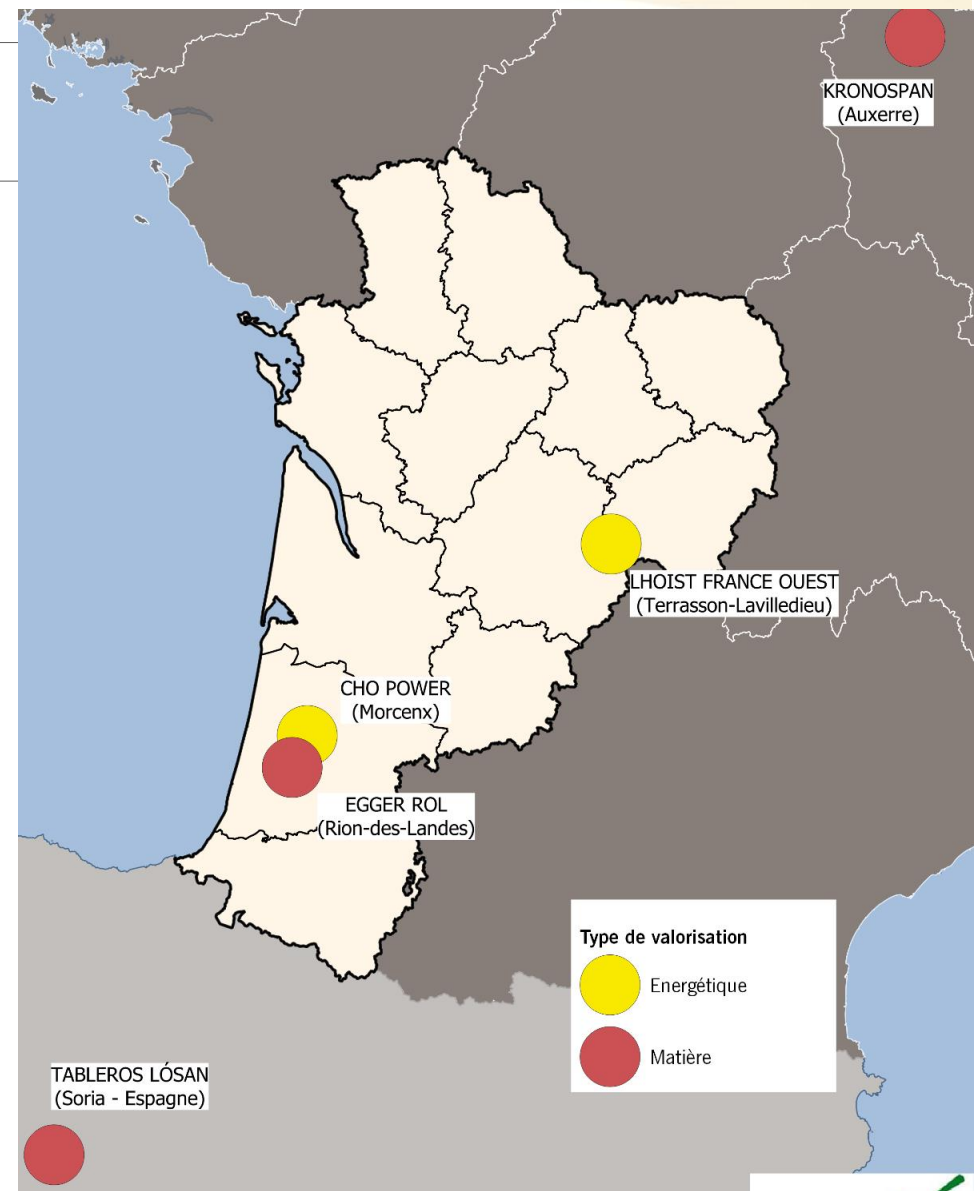 KRONOSPAN
(Auxerre)
LHOIST FRANCE OUEST
(Terrasson-Lavilledieu)
CHO POWER
(Morcenx)
EGGER ROL
(Rion-des-Landes)
Type de valorisation
Energétique
Matière
TABLEROS LÓSAN
(Soria - Espagne)